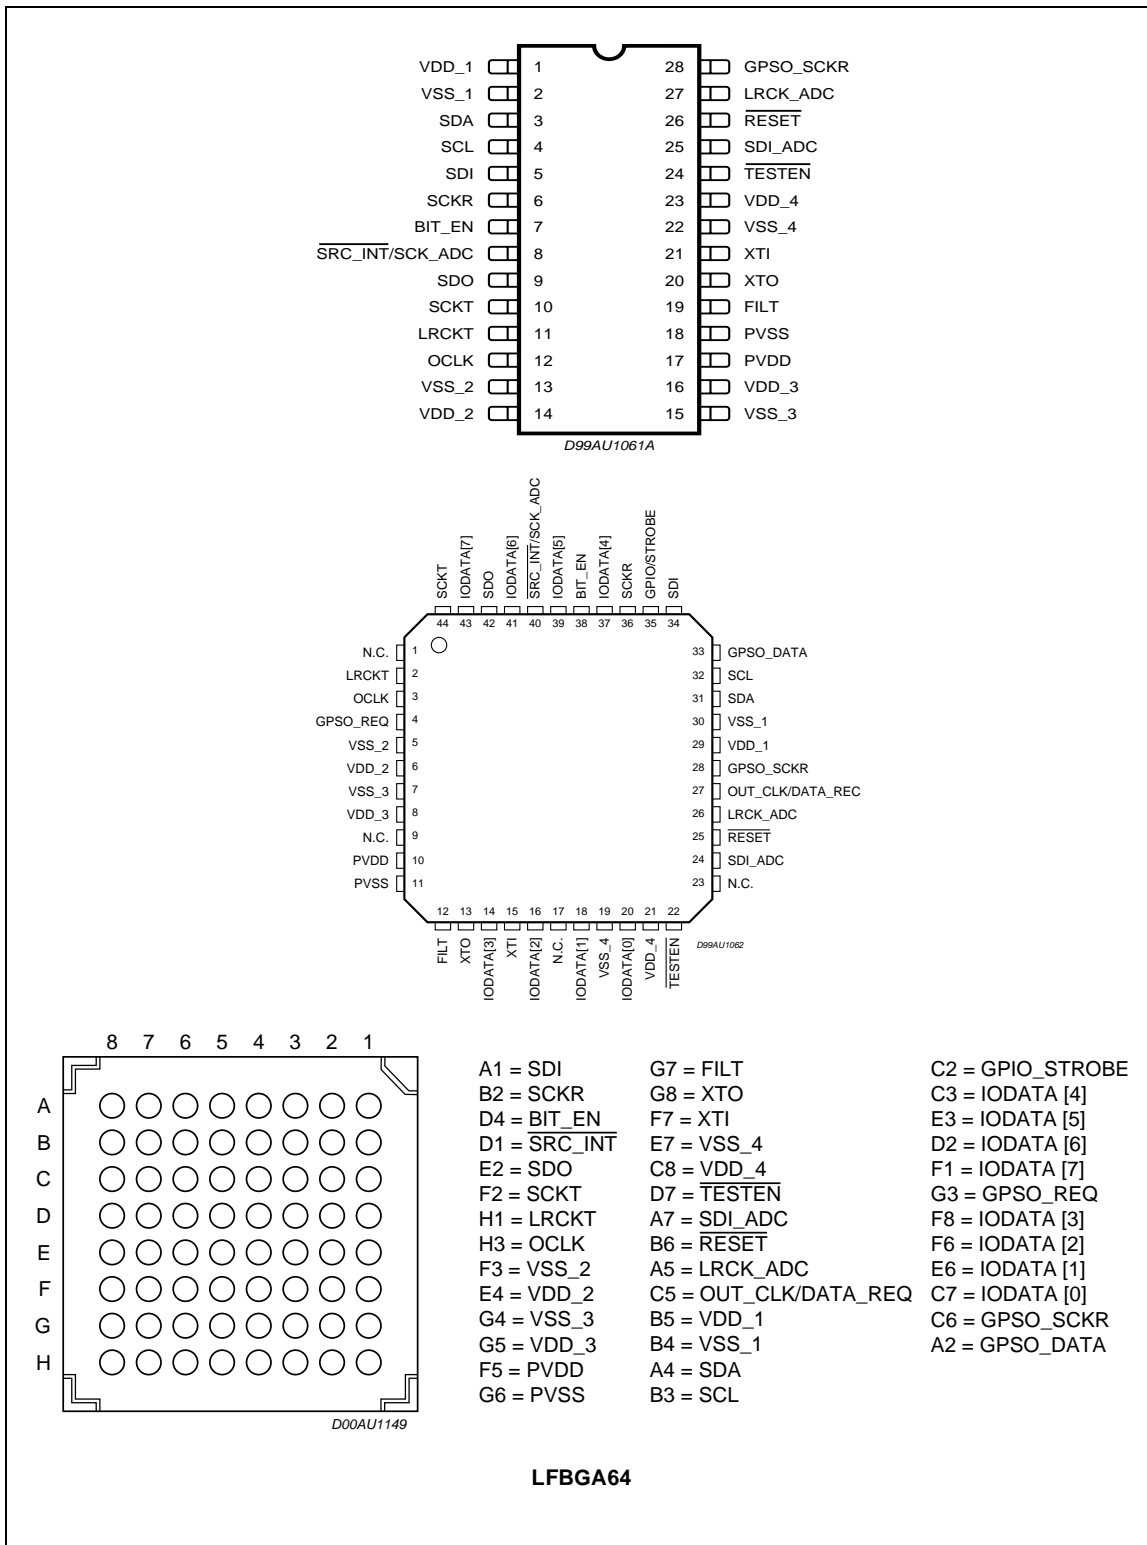 VDD_1 1 28 GPSO_SCKR
VSS_1 2 27 LRCK_ADC
SDA 3 26 RESET
SCL 4 25 SDI_ADC
SDI 5 24 TESTEN
SCKR 6 23 VDD_4
BIT_EN 7 22 VSS_4
SRC_INT/SCK_ADC 8 21 XTI
SDO 9 20 XTO
SCKT 10 19 FILT
LRCKT 11 18 PVSS
OCLK 12 17 PVDD
VSS_2 13 16 VDD_3
VDD_2 14 15 VSS_3
D99AU1061A
SCKT IODATA[7] SDO IODATA[6] SRC_INT/SCK_ADC IODATA[5] BIT_EN IODATA[4] SCKR GPIO/STROBE SDI
44 43 42 41 40 39 38 37 36 35 34
N.C. 1 33 GPSO_DATA
LRCKT 2 32 SCL
OCLK 3 31 SDA
GPSO_REQ 4 30 VSS_1
VSS_2 5 29 VDD_1
VDD_2 6 28 GPSO_SCKR
VSS_3 7 27 OUT_CLK/DATA_REC
VDD_3 8 26 LRCK_ADC
N.C. 9 25 RESET
PVDD 10 24 SDI_ADC
PVSS 11 23 N.C.
12 13 14 15 16 17 18 19 20 21 22
FILT XTO IODATA[3] XTI IODATA[2] N.C. IODATA[1] VSS_4 IODATA[0] VDD_4 TESTEN
D99AU1062
8 7 6 5 4 3 2 1
A
B
C
D
E
F
G
H
D00AU1149
A1 = SDI G7 = FILT C2 = GPIO_STROBE
B2 = SCKR G8 = XTO C3 = IODATA [4]
D4 = BIT_EN F7 = XTI E3 = IODATA [5]
D1 = SRC_INT E7 = VSS_4 D2 = IODATA [6]
E2 = SDO C8 = VDD_4 F1 = IODATA [7]
F2 = SCKT D7 = TESTEN G3 = GPSO_REQ
H1 = LRCKT A7 = SDI_ADC F8 = IODATA [3]
H3 = OCLK B6 = RESET F6 = IODATA [2]
F3 = VSS_2 A5 = LRCK_ADC E6 = IODATA [1]
E4 = VDD_2 C5 = OUT_CLK/DATA_REQ C7 = IODATA [0]
G4 = VSS_3 B5 = VDD_1 C6 = GPSO_SCKR
G5 = VDD_3 B4 = VSS_1 A2 = GPSO_DATA
F5 = PVDD A4 = SDA
G6 = PVSS B3 = SCL
LFBGA64